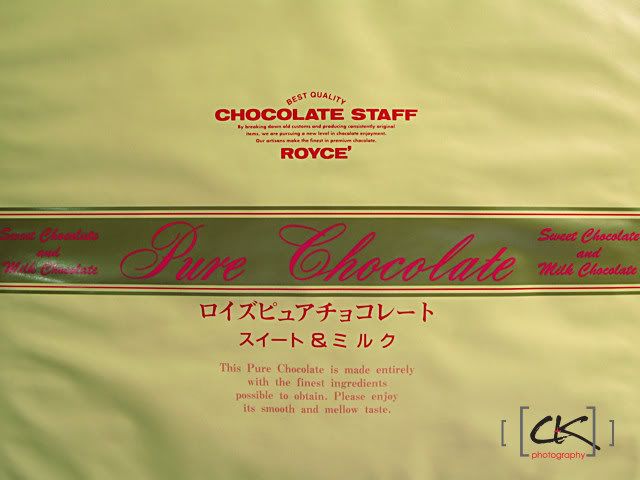 BEST QUALITY
CHOCOLATE STAFF
By breaking down old customs and producing consistently original
items, we are pursuing a new level in chocolate enjoyment.
Our artisans make the finest in premium chocolate.
ROYCE'
Sweet Chocolate
and
Milk Chocolate
Pure Chocolate
Sweet Chocolate
and
Milk Chocolate
ロイズピュアチョコレート
スイート&ミルク
This Pure Chocolate is made entirely
with the finest ingredients
possible to obtain. Please enjoy
its smooth and mellow taste.
[[CK]]
photography